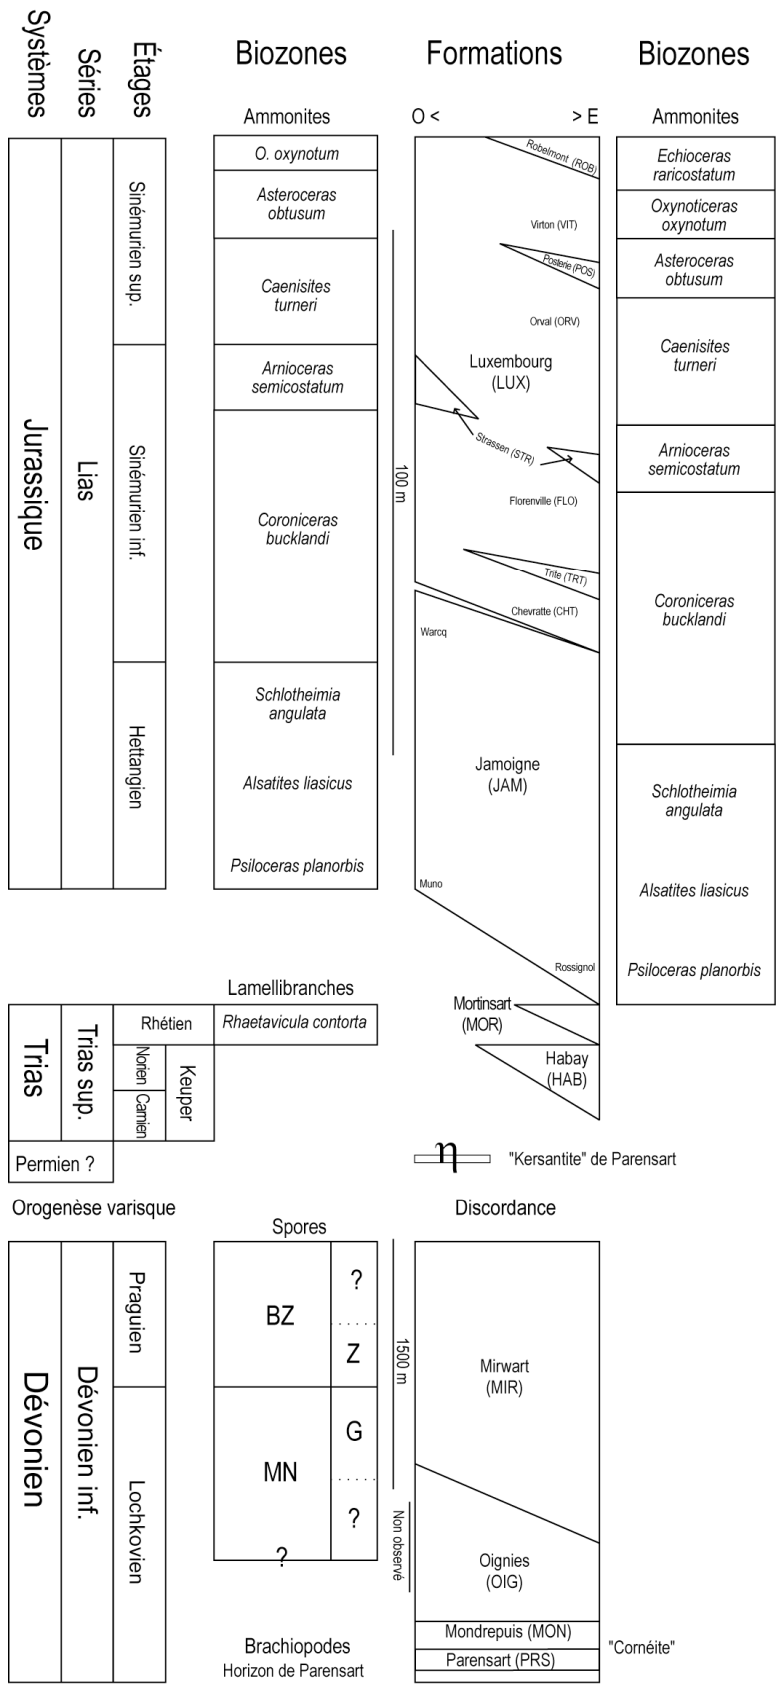 Systèmes
Séries
Étages
Biozones
Formations
Biozones
Ammonites
O <
> E
Ammonites
Jurassique
Lias
Sinémurien sup.
Sinémurien inf.
Hettangien
O. oxynotum
Asteroceras
obtusum
Caenisites
turneri
Arnioceras
semicostatum
Coroniceras
bucklandi
Schlotheimia
angulata
Alsatites liasicus
Psiloceras planorbis
100 m
Robelmont (ROB)
Virton (VIT)
Posterie (POS)
Orval (ORV)
Luxembourg
(LUX)
Strassen (STR)
Florenville (FLO)
Trite (TRT)
Chevratte (CHT)
Warcq
Jamoigne
(JAM)
Muno
Rossignol
Echioceras
raricostatum
Oxynoticeras
oxynotum
Asteroceras
obtusum
Caenisites
turneri
Arnioceras
semicostatum
Coroniceras
bucklandi
Schlotheimia
angulata
Alsatites liasicus
Psiloceras planorbis
Lamellibranches
Trias
Trias sup.
Rhétien
Norien
Carnien
Keuper
Rhaetavicula contorta
Mortinsart
(MOR)
Habay
(HAB)
Permien ?
η
"Kersantite" de Parensart
Orogenèse varisque
Discordance
Spores
Dévonien
Dévonien inf.
Praguien
Lochkovien
BZ
?
Z
MN
G
?
?
1500 m
Non observé
Mirwart
(MIR)
Oignies
(OIG)
Mondrepuis (MON)
Parensart (PRS)
"Cornéite"
Brachiopodes
Horizon de Parensart